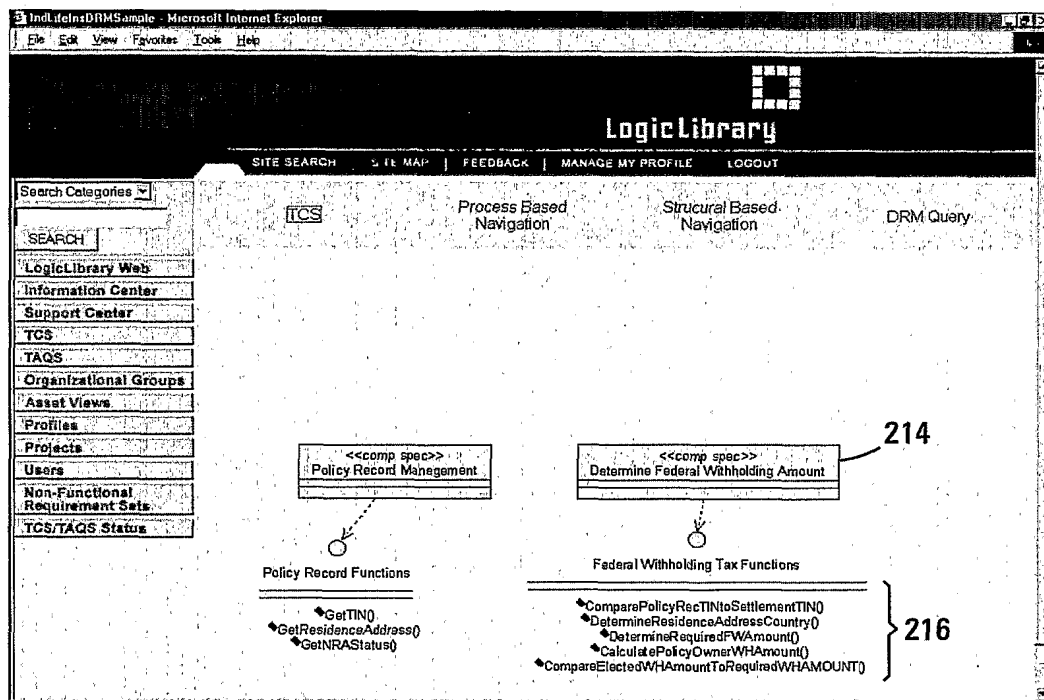 IndLifeInsDRMSample - Microsoft Internet Explorer
File Edit View Favorites Tools Help
LogicLibrary
SITE SEARCH SITE MAP | FEEDBACK | MANAGE MY PROFILE LOGOUT
Search Categories
SEARCH
TCS
Process Based
Navigation
Strucural Based
Navigation
DRM Query
LogicLibrary Web
Information Center
Support Center
TCS
TAQS
Organizational Groups
Asset Views
Profiles
Projects
Users
Non-Functional
Requirement Sets
TCS/TAQS Status
<<comp spec>>
Policy Record Management
Policy Record Functions
GetTIN()
GetResidenceAddress()
GetNRAStatus()
<<comp spec>>
Determine Federal Withholding Amount
214
Federal Withholding Tax Functions
ComparePolicyRecTINtoSettlementTIN()
DetermineResidenceAddressCountry()
DetermineRequiredFWAmount()
CalculatePolicyOwnerWHAmount()
CompareElectedWHAmountToRequiredWHAMOUNT()
216